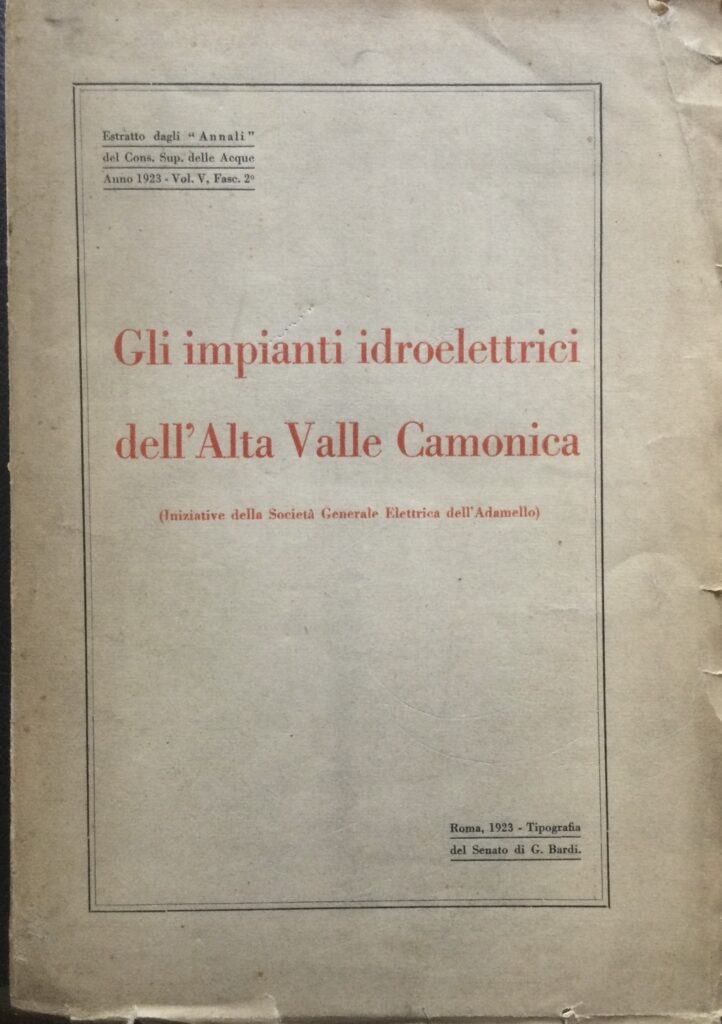 Estratto dagli "Annali"
del Cons. Sup. delle Acque
Anno 1923 - Vol. V, Fasc. 2º
Gli impianti idroelettrici
dell'Alta Valle Camonica
(Iniziative della Società Generale Elettrica dell'Adamello)
Roma, 1923 - Tipografia
del Senato di G. Bardi.